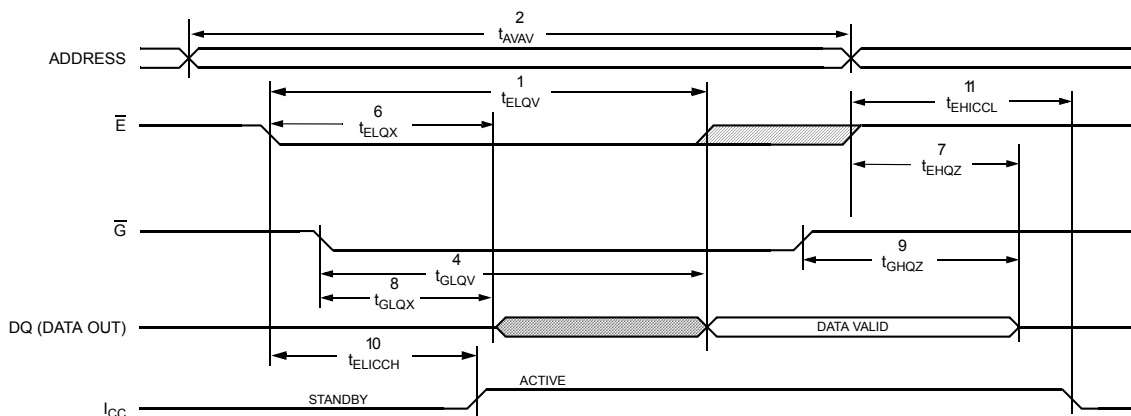 2
tAVAV
ADDRESS
1
tELQV
11
tEHICCL
6
tELQX
E̅
7
tEHQZ
G̅
4
tGLQV
9
tGHQZ
8
tGLQX
DQ (DATA OUT)
DATA VALID
10
tELICCH
ACTIVE
STANDBY
ICC